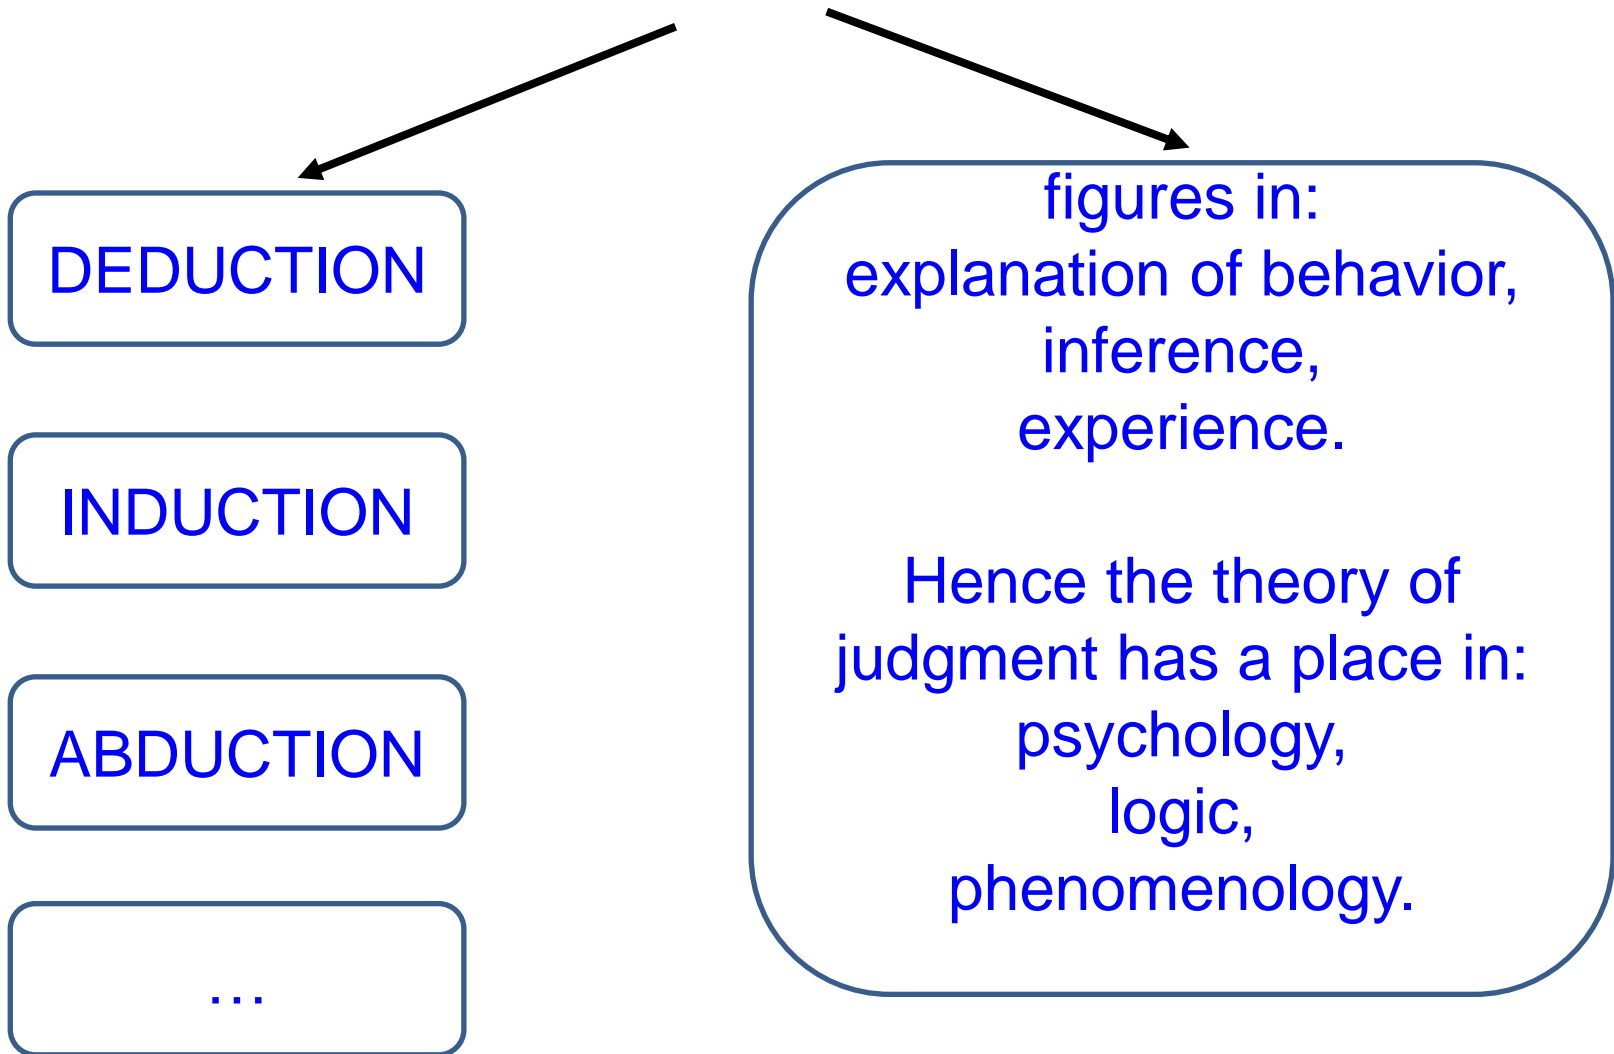 DEDUCTION
INDUCTION
ABDUCTION
…
figures in:
explanation of behavior,
inference,
experience.
Hence the theory of
judgment has a place in:
psychology,
logic,
phenomenology.